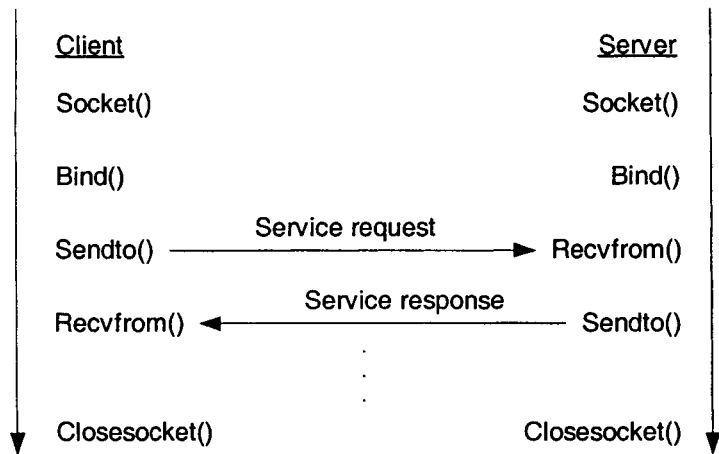 Client Server
Socket() Socket()
Bind() Bind()
Service request
Sendto() Recvfrom()
Service response
Recvfrom() Sendto()
Closesocket() Closesocket()